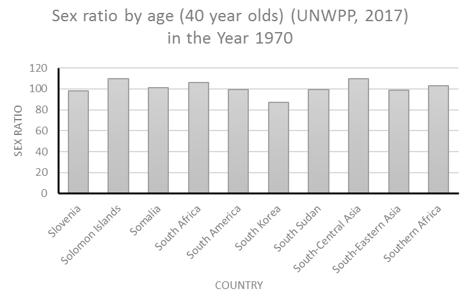 Sex ratio by age (40 year olds) (UNWPP, 2017)
in the Year 1970
120
100
80
60
40
20
0
SEX RATIO
Slovenia
Solomon Islands
Somalia
South Africa
South America
South Korea
South Sudan
South-Central Asia
South-Eastern Asia
Southern Africa
COUNTRY